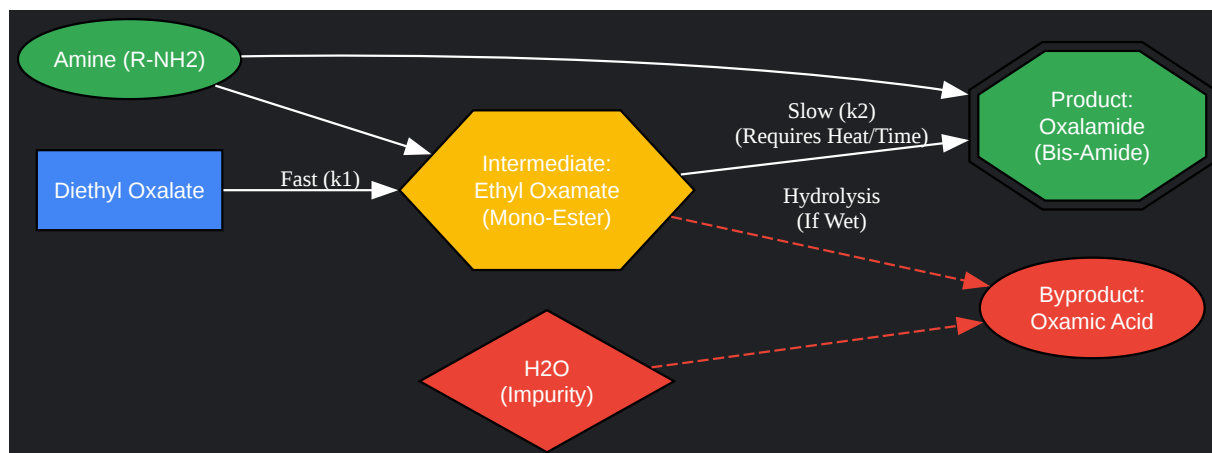 Amine (R-NH2)
Diethyl Oxalate
Fast (k1)
Intermediate:
Ethyl Oxamate
(Mono-Ester)
Slow (k2)
(Requires Heat/Time)
Product:
Oxalamide
(Bis-Amide)
Hydrolysis
(If Wet)
Byproduct:
Oxamic Acid
H2O
(Impurity)